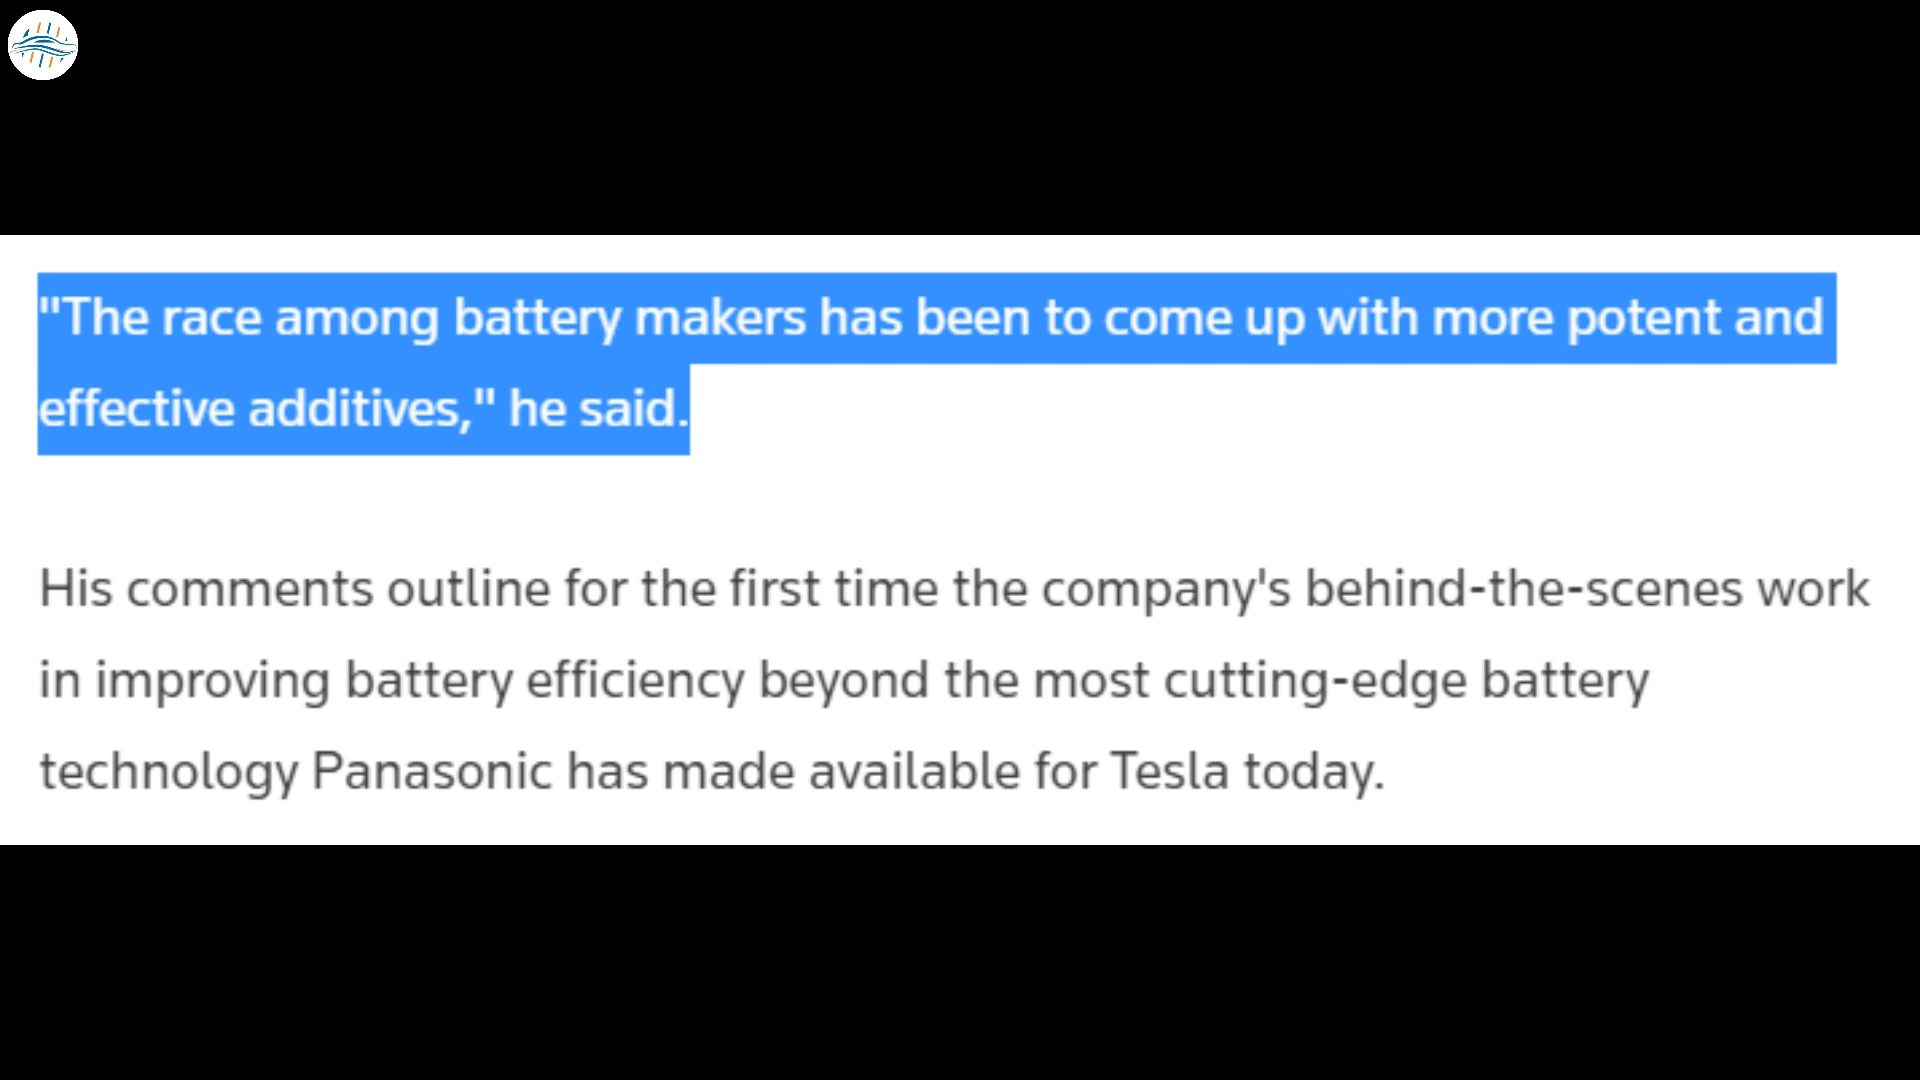 "The race among battery makers has been to come up with more potent and
effective additives," he said.
His comments outline for the first time the company's behind-the-scenes work
in improving battery efficiency beyond the most cutting-edge battery
technology Panasonic has made available for Tesla today.